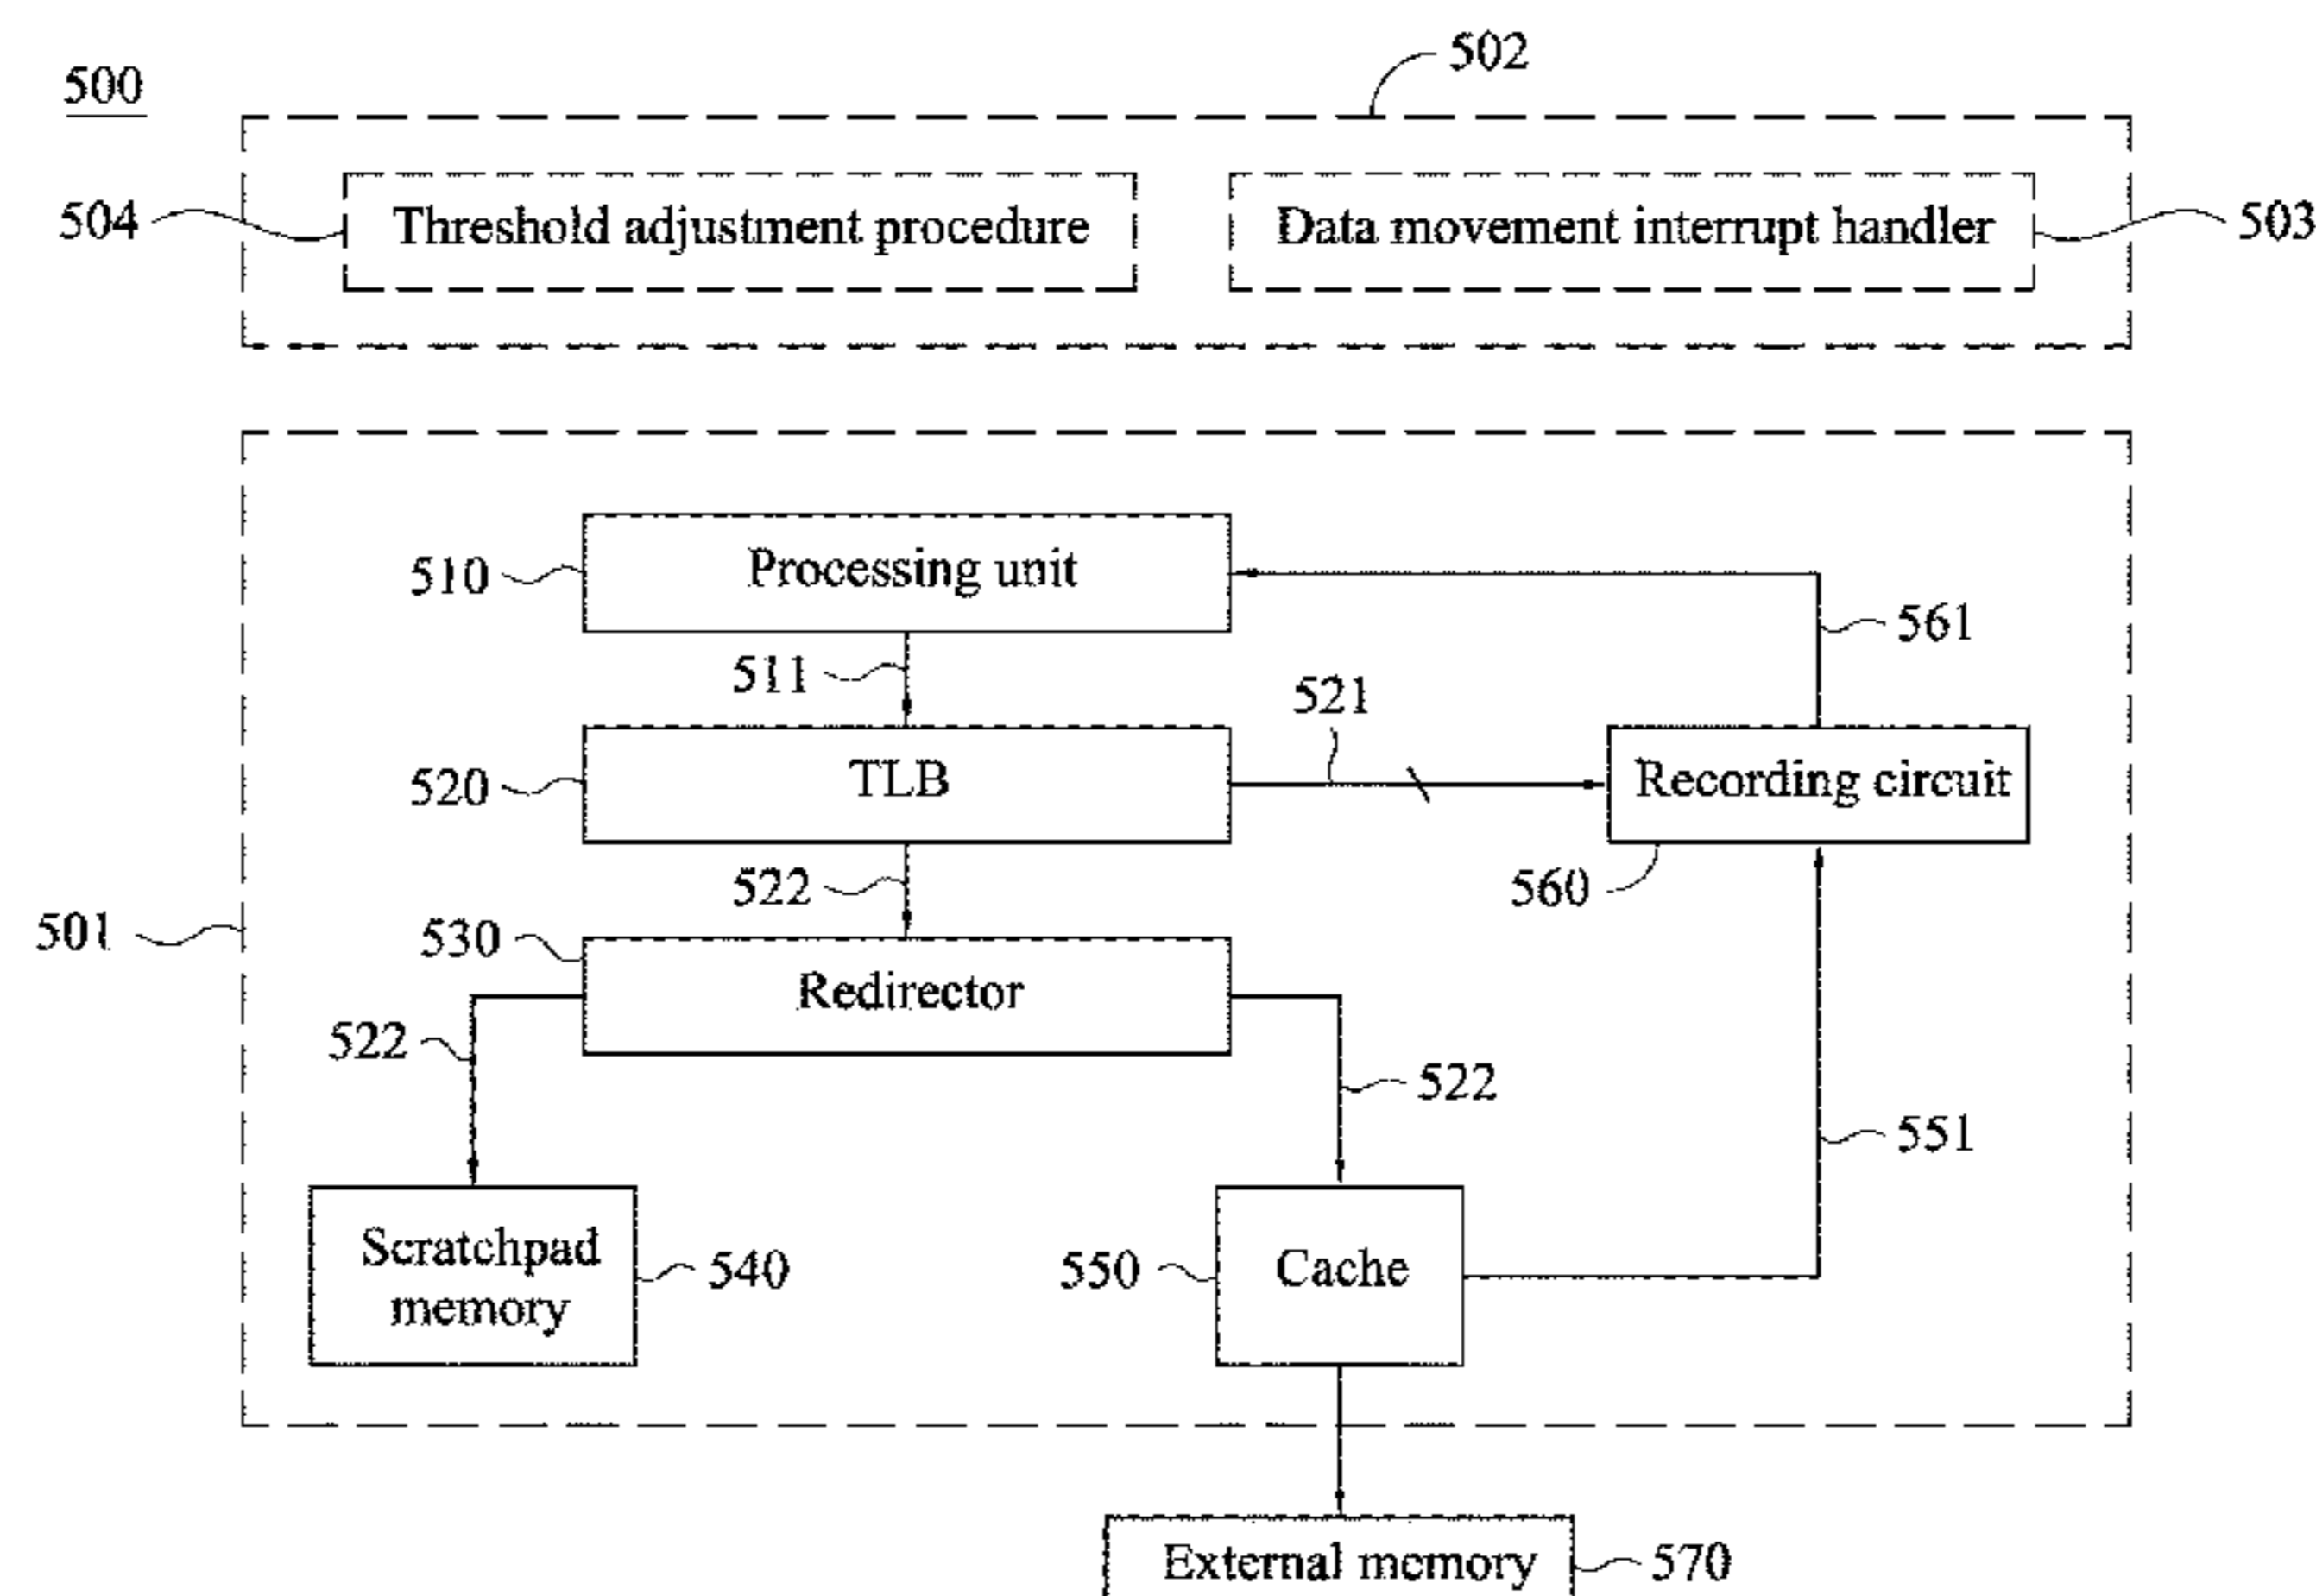 502
500
504
Threshold adjustment procedure
Data movement interrupt handler
503
510
Processing unit
561
511
521
520
TLB
Recording circuit
522
560
501
530
Redirector
522
522
551
Scratchpad
memory
540
550
Cache
External memory
570